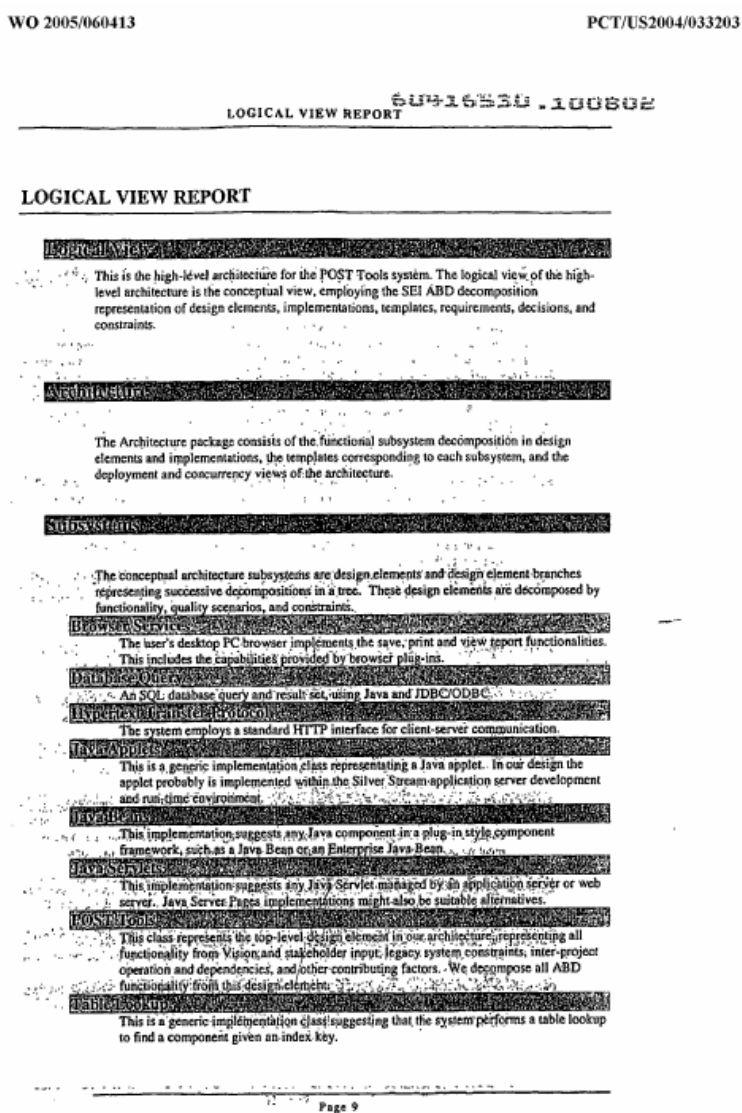 WO 2005/060413 PCT/US2004/033203
60416530 .100802
LOGICAL VIEW REPORT
LOGICAL VIEW REPORT
Logical View
This is the high-level architecture for the POST Tools system. The logical view of the high-
level architecture is the conceptual view, employing the SEI ABD decomposition
representation of design elements, implementations, templates, requirements, decisions, and
constraints.
Architecture
The Architecture package consists of the functional subsystem decomposition in design
elements and implementations, the templates corresponding to each subsystem, and the
deployment and concurrency views of the architecture.
Subsystems
The conceptual architecture subsystems are design elements and design element branches
representing successive decompositions in a tree. These design elements are decomposed by
functionality, quality scenarios, and constraints.
Browser Services
The user's desktop PC browser implements the save, print and view report functionalities.
This includes the capabilities provided by browser plug-ins.
Database Query
An SQL database query and result set, using Java and JDBC/ODBC.
Hypertext Transfer Protocol
The system employs a standard HTTP interface for client-server communication.
Java Applets
This is a generic implementation class representating a Java applet. In our design the
applet probably is implemented within the Silver Stream application server development
and run-time environment.
Java Beans
This implementation suggests any Java component in a plug-in style component
framework, such as a Java Bean or an Enterprise Java Bean.
Java Servlets
This implementation suggests any Java Servlet managed by an application server or web
server. Java Server Pages implementations might also be suitable alternatives.
POST Tools
This class represents the top-level design element in our architecture, representing all
functionality from Vision and stakeholder input, legacy system constraints, inter-project
operation and dependencies, and other contributing factors. We decompose all ABD
functionality from this design element.
Table Lookup
This is a generic implementation class suggesting that the system performs a table lookup
to find a component given an index key.
Page 9